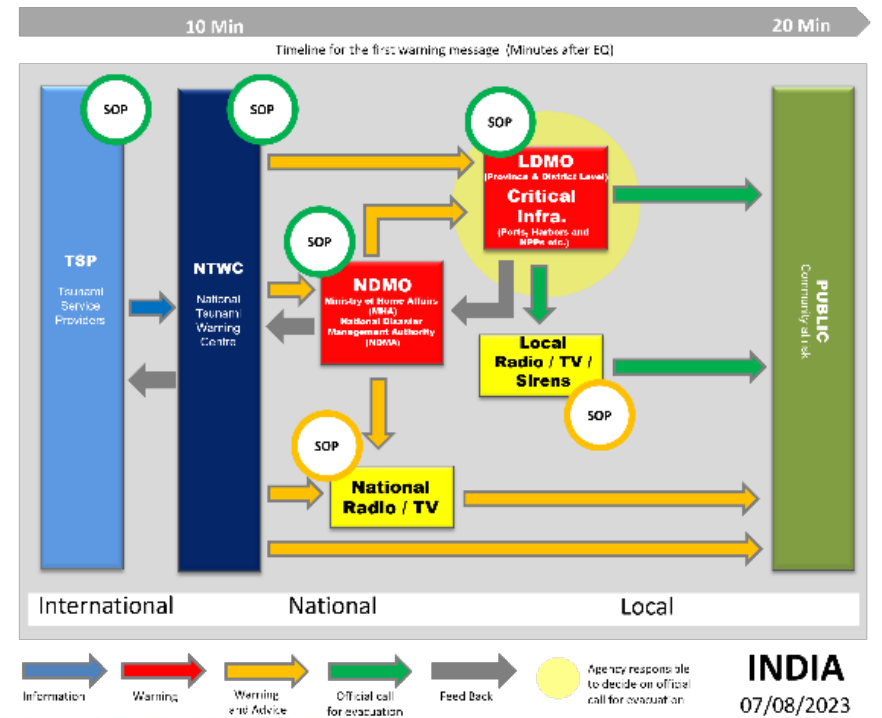 10 Min
20 Min
Timeline for the first warning message (Minutes after EQ)
SOP
SOP
SOP
LDMO
(Province & District Level)
Critical
Infra.
(Ports, Harbors and
NPPs etc.)
SOP
TSP
Tsunami
Service
Providers
NTWC
National
Tsunami
Warning
Centre
NDMO
Ministry of Home Affairs
(MHA)
National Disaster
Management Authority
(NDMA)
PUBLIC
Community at risk
Local
Radio / TV /
Sirens
SOP
SOP
National
Radio / TV
International
National
Local
Information
Warning
Warning
and Advice
Official call
for evacuation
Feed Back
Agency responsible
to decide on official
call for evacuation
INDIA
07/08/2023